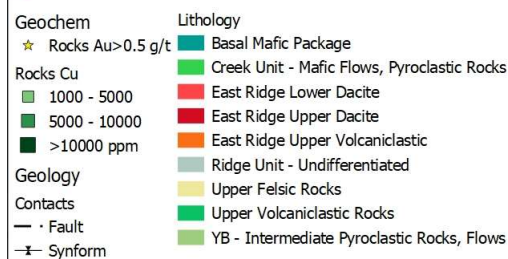 Geochem
Rocks Au>0.5 g/t
Rocks Cu
1000 - 5000
5000 - 10000
>10000 ppm
Geology
Contacts
Fault
Synform
Lithology
Basal Mafic Package
Creek Unit - Mafic Flows, Pyroclastic Rocks
East Ridge Lower Dacite
East Ridge Upper Dacite
East Ridge Upper Volcaniclastic
Ridge Unit - Undifferentiated
Upper Felsic Rocks
Upper Volcaniclastic Rocks
YB - Intermediate Pyroclastic Rocks, Flows